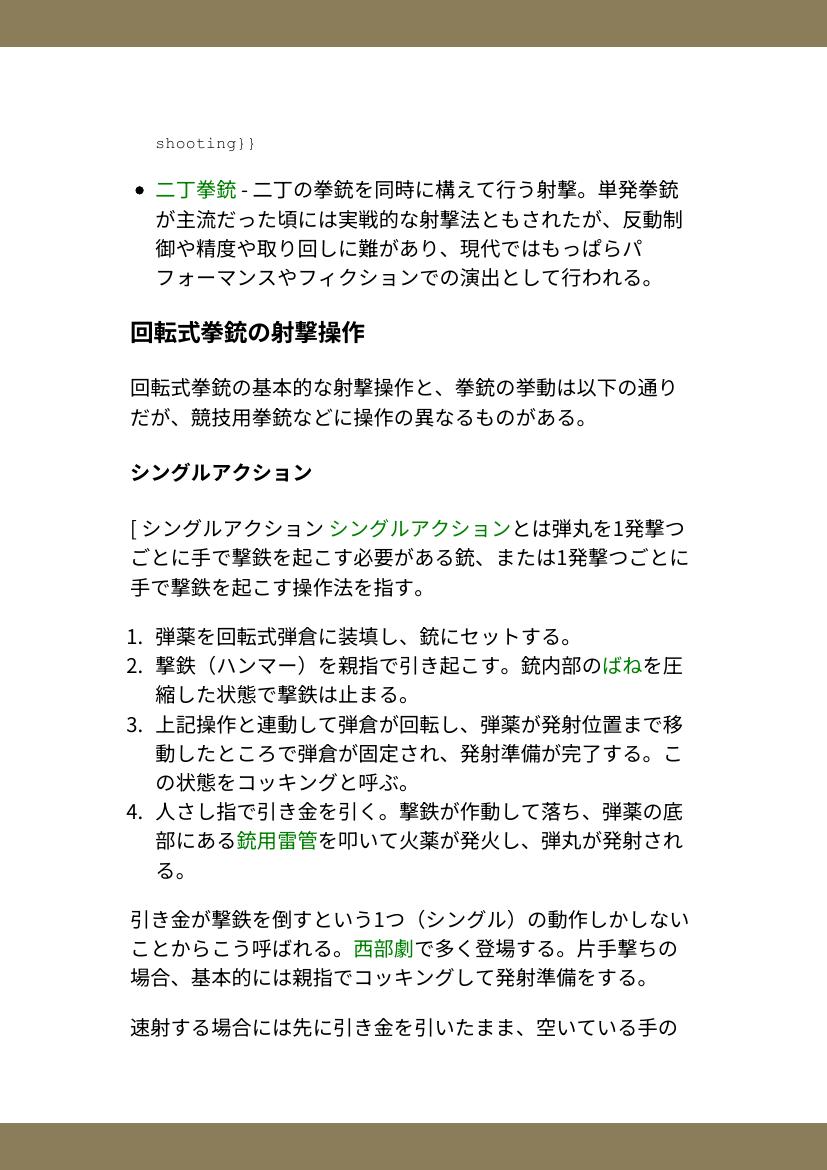 shooting}}
• 二丁拳銃 - 二丁の拳銃を同時に構えて行う射撃。単発拳銃
が主流だった頃には実戦的な射撃法ともされたが、反動制
御や精度や取り回しに難があり、現代ではもっぱらパ
フォーマンスやフィクションでの演出として行われる。
回転式拳銃の射撃操作
回転式拳銃の基本的な射撃操作と、拳銃の挙動は以下の通り
だが、競技用拳銃などに操作の異なるものがある。
シングルアクション
[ シングルアクション シングルアクションとは弾丸を1発撃つ
ごとに手で撃鉄を起こす必要がある銃、または1発撃つごとに
手で撃鉄を起こす操作法を指す。
1. 弾薬を回転式弾倉に装填し、銃にセットする。
2. 撃鉄（ハンマー）を親指で引き起こす。銃内部のばねを圧
縮した状態で撃鉄は止まる。
3. 上記操作と連動して弾倉が回転し、弾薬が発射位置まで移
動したところで弾倉が固定され、発射準備が完了する。こ
の状態をコッキングと呼ぶ。
4. 人さし指で引き金を引く。撃鉄が作動して落ち、弾薬の底
部にある銃用雷管を叩いて火薬が発火し、弾丸が発射され
る。
引き金が撃鉄を倒すという1つ（シングル）の動作しかしない
ことからこう呼ばれる。西部劇で多く登場する。片手撃ちの
場合、基本的には親指でコッキングして発射準備をする。
速射する場合には先に引き金を引いたまま、空いている手の